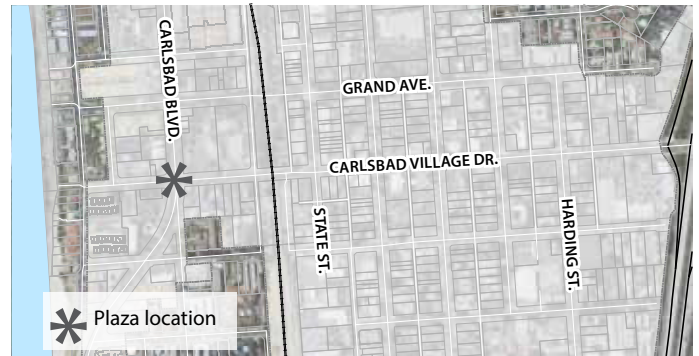 CARLSBAD BLVD.
GRAND AVE.
CARLSBAD VILLAGE DR.
STATE ST.
HARDING ST.
Plaza location